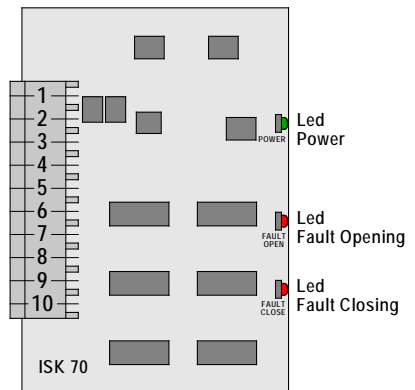 1
2
3
4
5
6
7
8
9
10
POWER
Led
Power
FAULT
OPEN
Led
Fault Opening
FAULT
CLOSE
Led
Fault Closing
ISK 70